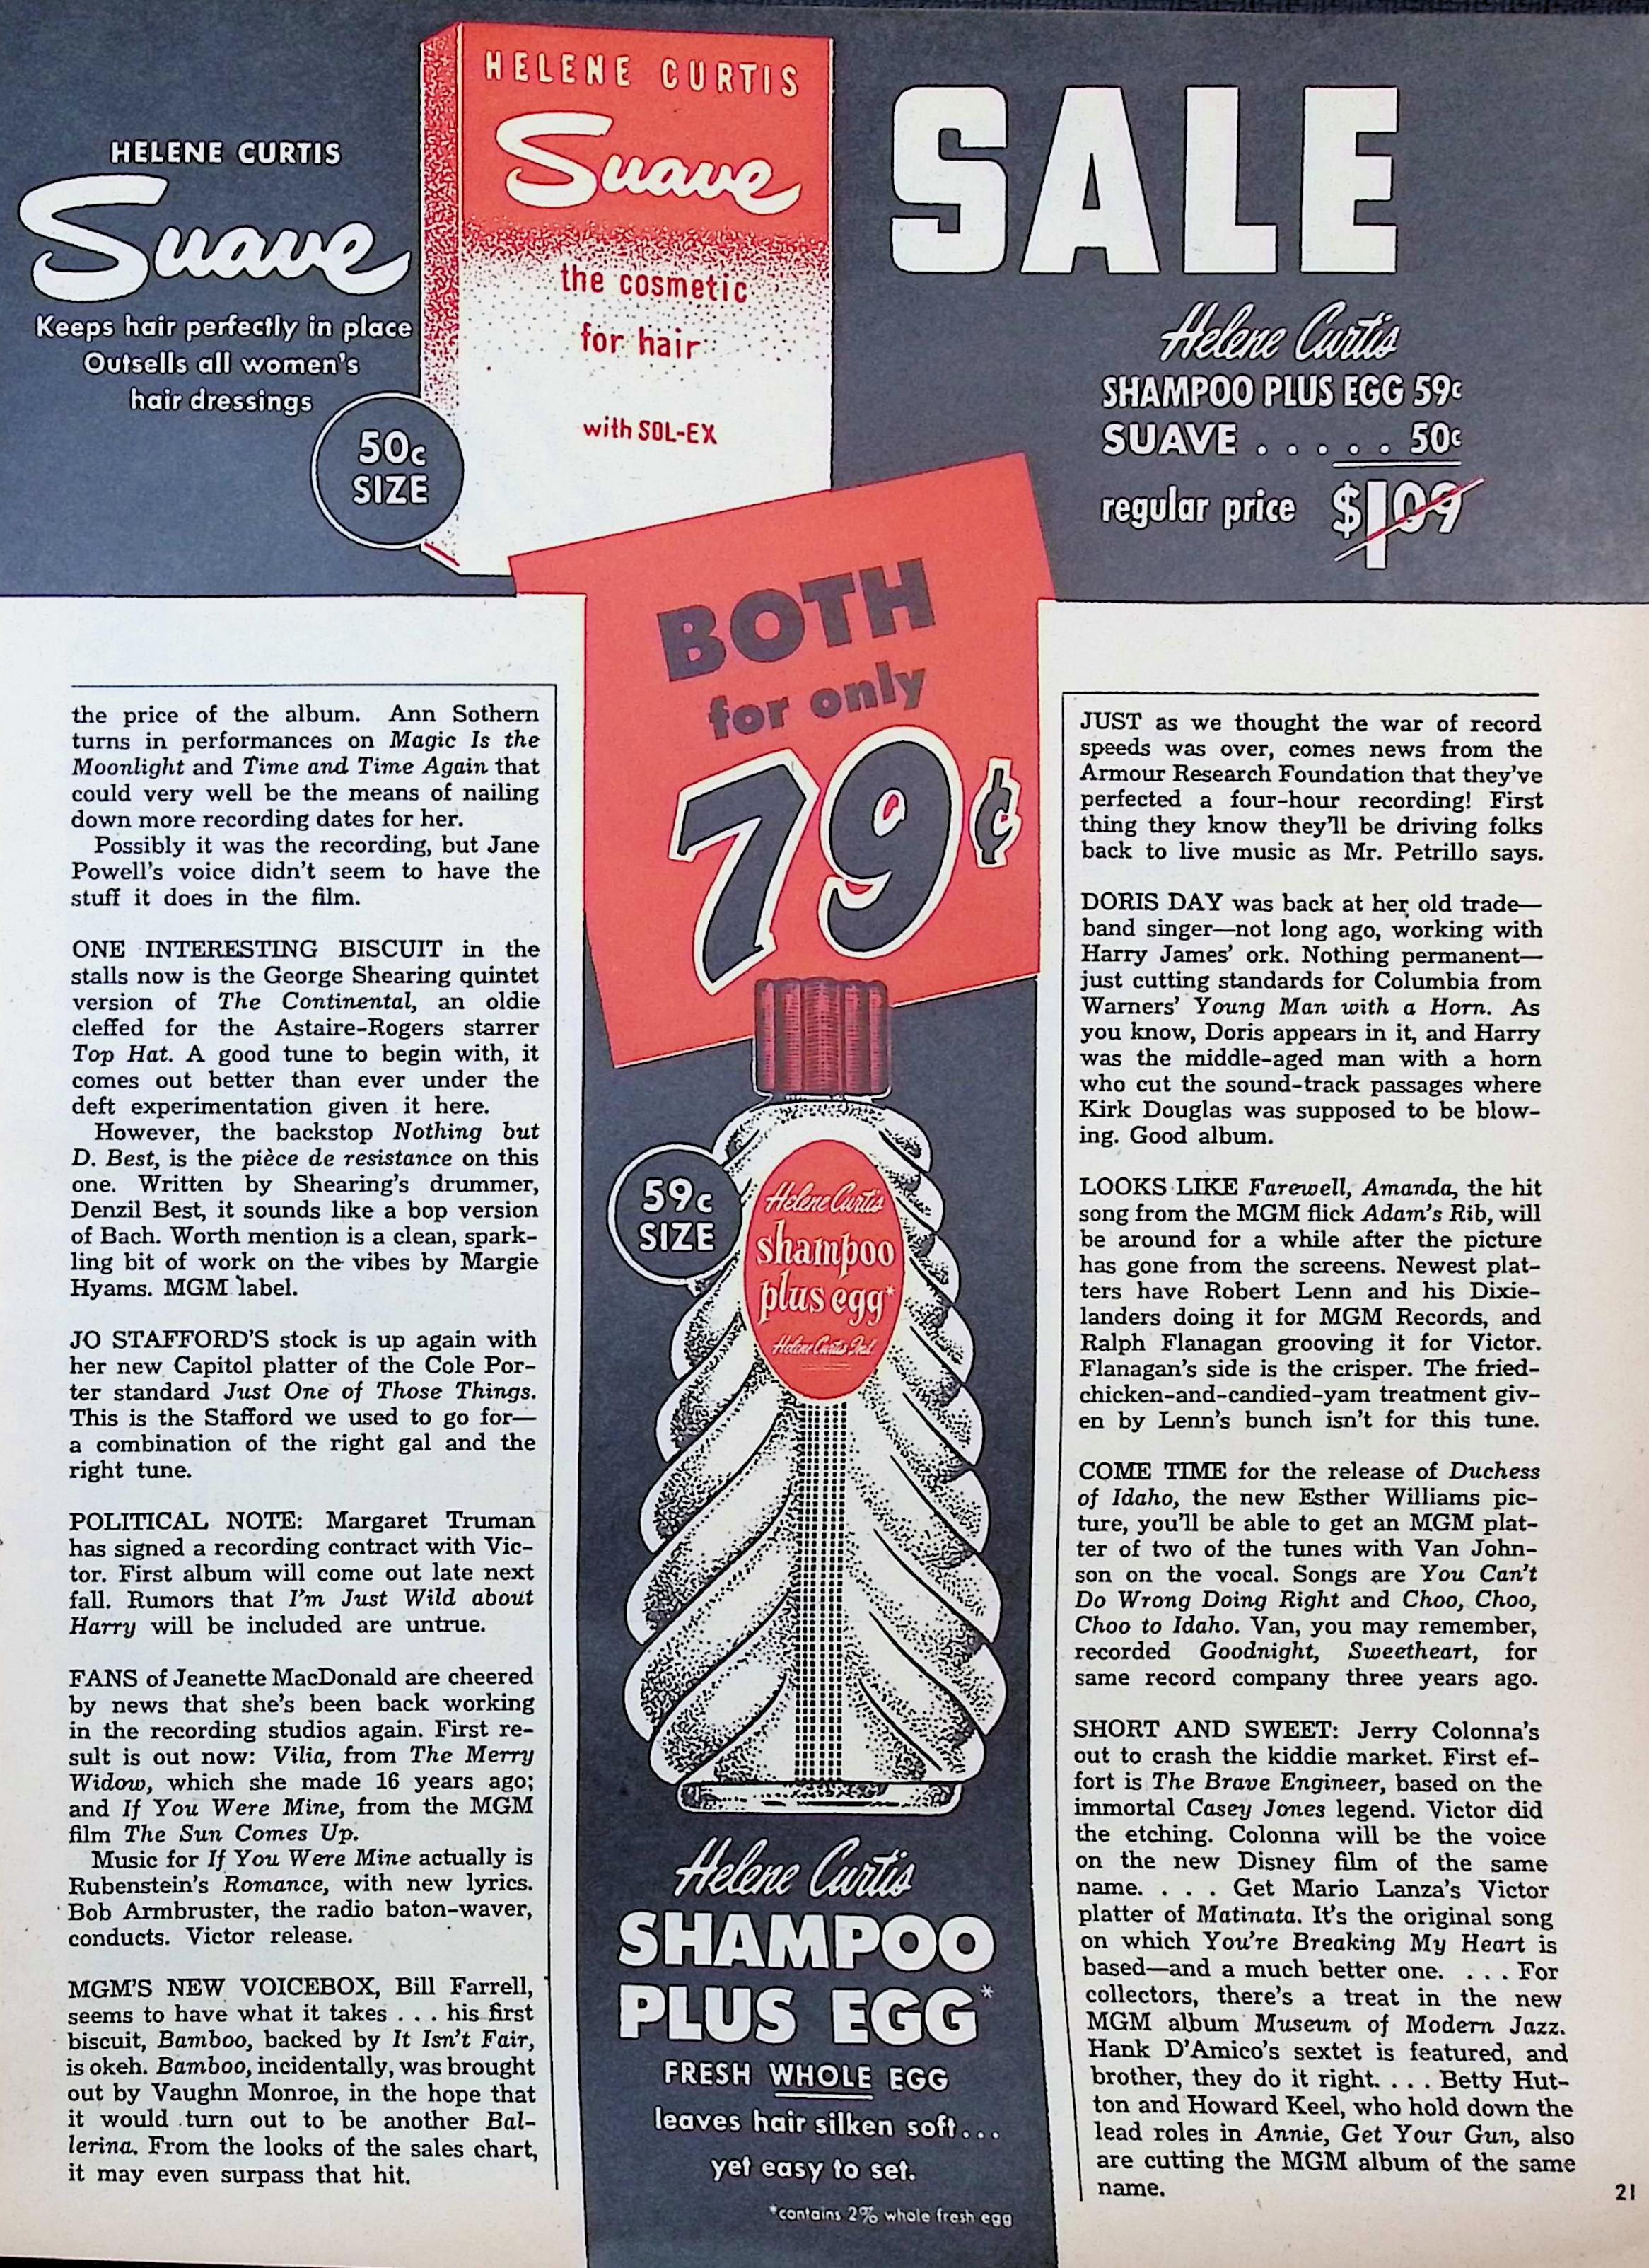 HELENE CURTIS
Suave
Keeps hair perfectly in place
Outsells all women's
hair dressings
50c
SIZE
HELENE CURTIS
Suave
the cosmetic
for hair
with SOL-EX
SALE
Helene Curtis
SHAMPOO PLUS EGG 59c
SUAVE . . . . . 50c
regular price $1.09
BOTH
for only
79¢
the price of the album. Ann Sothern
turns in performances on Magic Is the
Moonlight and Time and Time Again that
could very well be the means of nailing
down more recording dates for her.
Possibly it was the recording, but Jane
Powell's voice didn't seem to have the
stuff it does in the film.
ONE INTERESTING BISCUIT in the
stalls now is the George Shearing quintet
version of The Continental, an oldie
cleffed for the Astaire-Rogers starrer
Top Hat. A good tune to begin with, it
comes out better than ever under the
deft experimentation given it here.
However, the backstop Nothing but
D. Best, is the pièce de resistance on this
one. Written by Shearing's drummer,
Denzil Best, it sounds like a bop version
of Bach. Worth mention is a clean, spark-
ling bit of work on the vibes by Margie
Hyams. MGM label.
JO STAFFORD'S stock is up again with
her new Capitol platter of the Cole Por-
ter standard Just One of Those Things.
This is the Stafford we used to go for—
a combination of the right gal and the
right tune.
POLITICAL NOTE: Margaret Truman
has signed a recording contract with Vic-
tor. First album will come out late next
fall. Rumors that I'm Just Wild about
Harry will be included are untrue.
FANS of Jeanette MacDonald are cheered
by news that she's been back working
in the recording studios again. First re-
sult is out now: Vilia, from The Merry
Widow, which she made 16 years ago;
and If You Were Mine, from the MGM
film The Sun Comes Up.
Music for If You Were Mine actually is
Rubenstein's Romance, with new lyrics.
Bob Armbruster, the radio baton-waver,
conducts. Victor release.
MGM'S NEW VOICEBOX, Bill Farrell,
seems to have what it takes . . . his first
biscuit, Bamboo, backed by It Isn't Fair,
is okeh. Bamboo, incidentally, was brought
out by Vaughn Monroe, in the hope that
it would turn out to be another Bal-
lerina. From the looks of the sales chart,
it may even surpass that hit.
59c
SIZE
Helene Curtis
shampoo
plus egg*
Helene Curtis Ind.
Helene Curtis
SHAMPOO
PLUS EGG*
FRESH WHOLE EGG
leaves hair silken soft...
yet easy to set.
*contains 2% whole fresh egg
JUST as we thought the war of record
speeds was over, comes news from the
Armour Research Foundation that they've
perfected a four-hour recording! First
thing they know they'll be driving folks
back to live music as Mr. Petrillo says.
DORIS DAY was back at her old trade—
band singer—not long ago, working with
Harry James' ork. Nothing permanent—
just cutting standards for Columbia from
Warners' Young Man with a Horn. As
you know, Doris appears in it, and Harry
was the middle-aged man with a horn
who cut the sound-track passages where
Kirk Douglas was supposed to be blow-
ing. Good album.
LOOKS LIKE Farewell, Amanda, the hit
song from the MGM flick Adam's Rib, will
be around for a while after the picture
has gone from the screens. Newest plat-
ters have Robert Lenn and his Dixie-
landers doing it for MGM Records, and
Ralph Flanagan grooving it for Victor.
Flanagan's side is the crisper. The fried-
chicken-and-candied-yam treatment giv-
en by Lenn's bunch isn't for this tune.
COME TIME for the release of Duchess
of Idaho, the new Esther Williams pic-
ture, you'll be able to get an MGM plat-
ter of two of the tunes with Van John-
son on the vocal. Songs are You Can't
Do Wrong Doing Right and Choo, Choo,
Choo to Idaho. Van, you may remember,
recorded Goodnight, Sweetheart, for
same record company three years ago.
SHORT AND SWEET: Jerry Colonna's
out to crash the kiddie market. First ef-
fort is The Brave Engineer, based on the
immortal Casey Jones legend. Victor did
the etching. Colonna will be the voice
on the new Disney film of the same
name. . . . Get Mario Lanza's Victor
platter of Matinata. It's the original song
on which You're Breaking My Heart is
based—and a much better one. . . . For
collectors, there's a treat in the new
MGM album Museum of Modern Jazz.
Hank D'Amico's sextet is featured, and
brother, they do it right. . . . Betty Hut-
ton and Howard Keel, who hold down the
lead roles in Annie, Get Your Gun, also
are cutting the MGM album of the same
name.
21